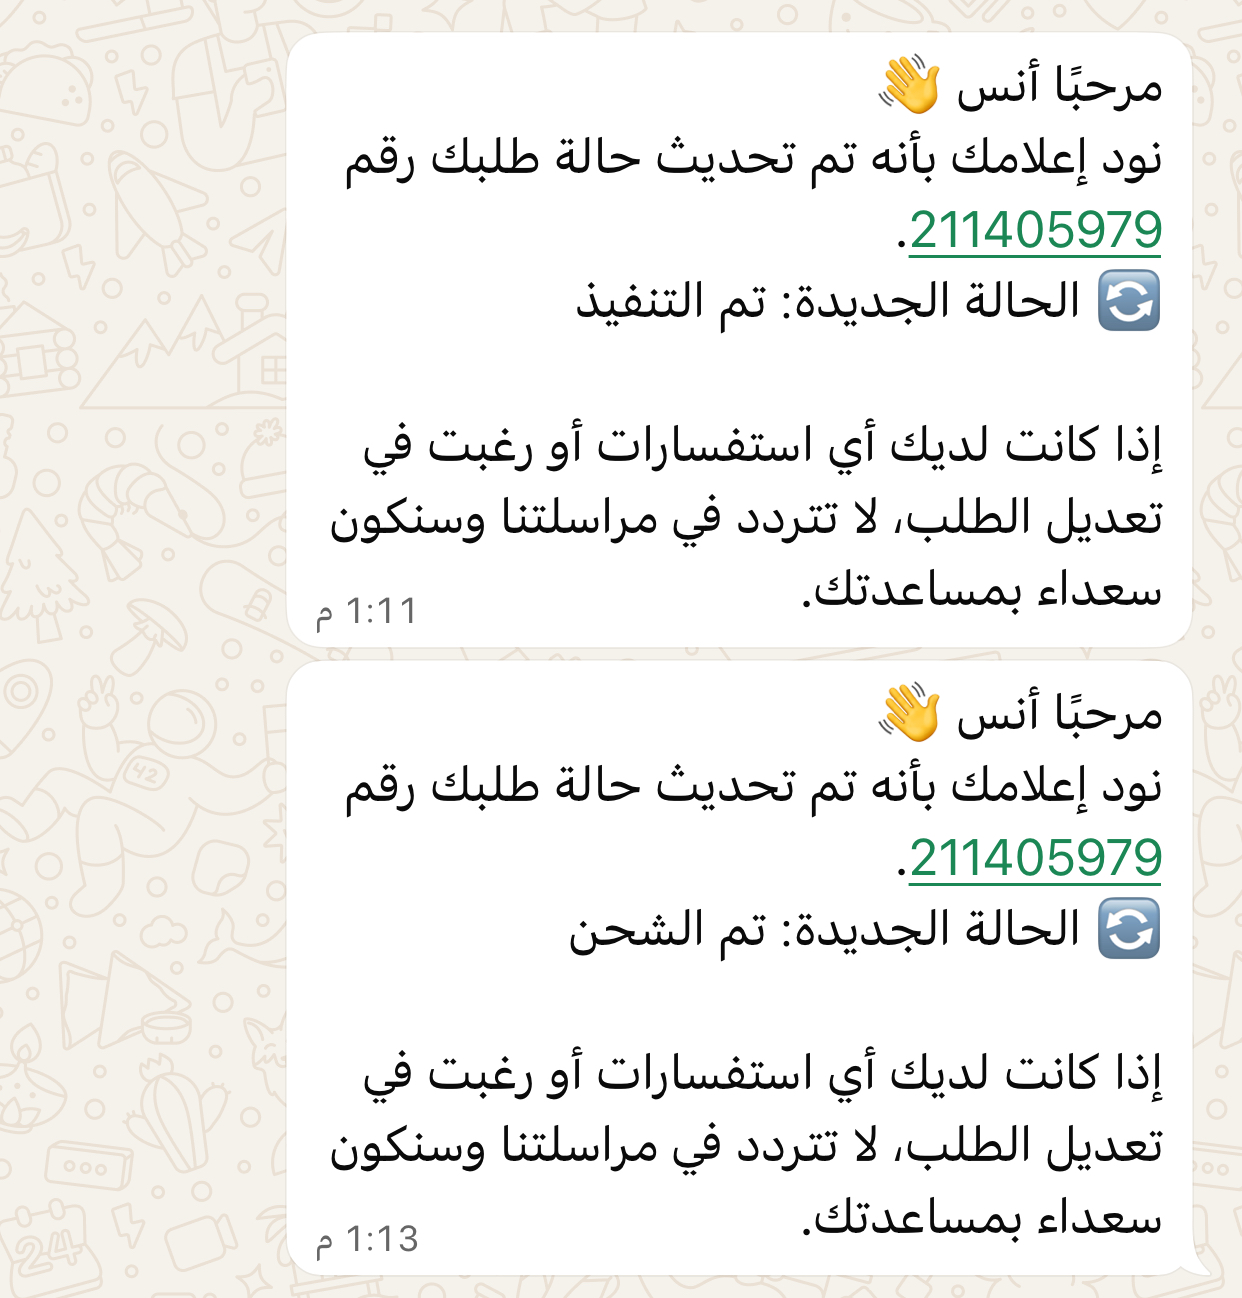 مرحبًا أنس 👋
نود إعلامك بأنه تم تحديث حالة طلبك رقم
211405979.
🔄 الحالة الجديدة: تم التنفيذ
إذا كانت لديك أي استفسارات أو رغبت في
تعديل الطلب، لا تتردد في مراسلتنا وسنكون
سعداء بمساعدتك.
1:11 م
مرحبًا أنس 👋
نود إعلامك بأنه تم تحديث حالة طلبك رقم
211405979.
🔄 الحالة الجديدة: تم الشحن
إذا كانت لديك أي استفسارات أو رغبت في
تعديل الطلب، لا تتردد في مراسلتنا وسنكون
سعداء بمساعدتك.
1:13 م
42
24